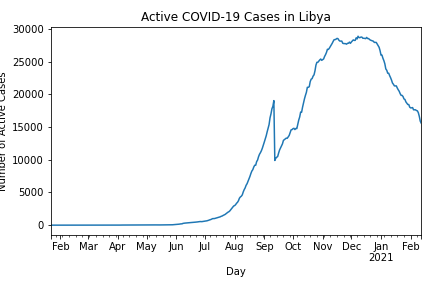 Active COVID-19 Cases in Libya
Number of Active Cases
30000
25000
20000
15000
10000
5000
0
Feb Mar Apr May Jun Jul Aug Sep Oct Nov Dec Jan Feb
2021
Day